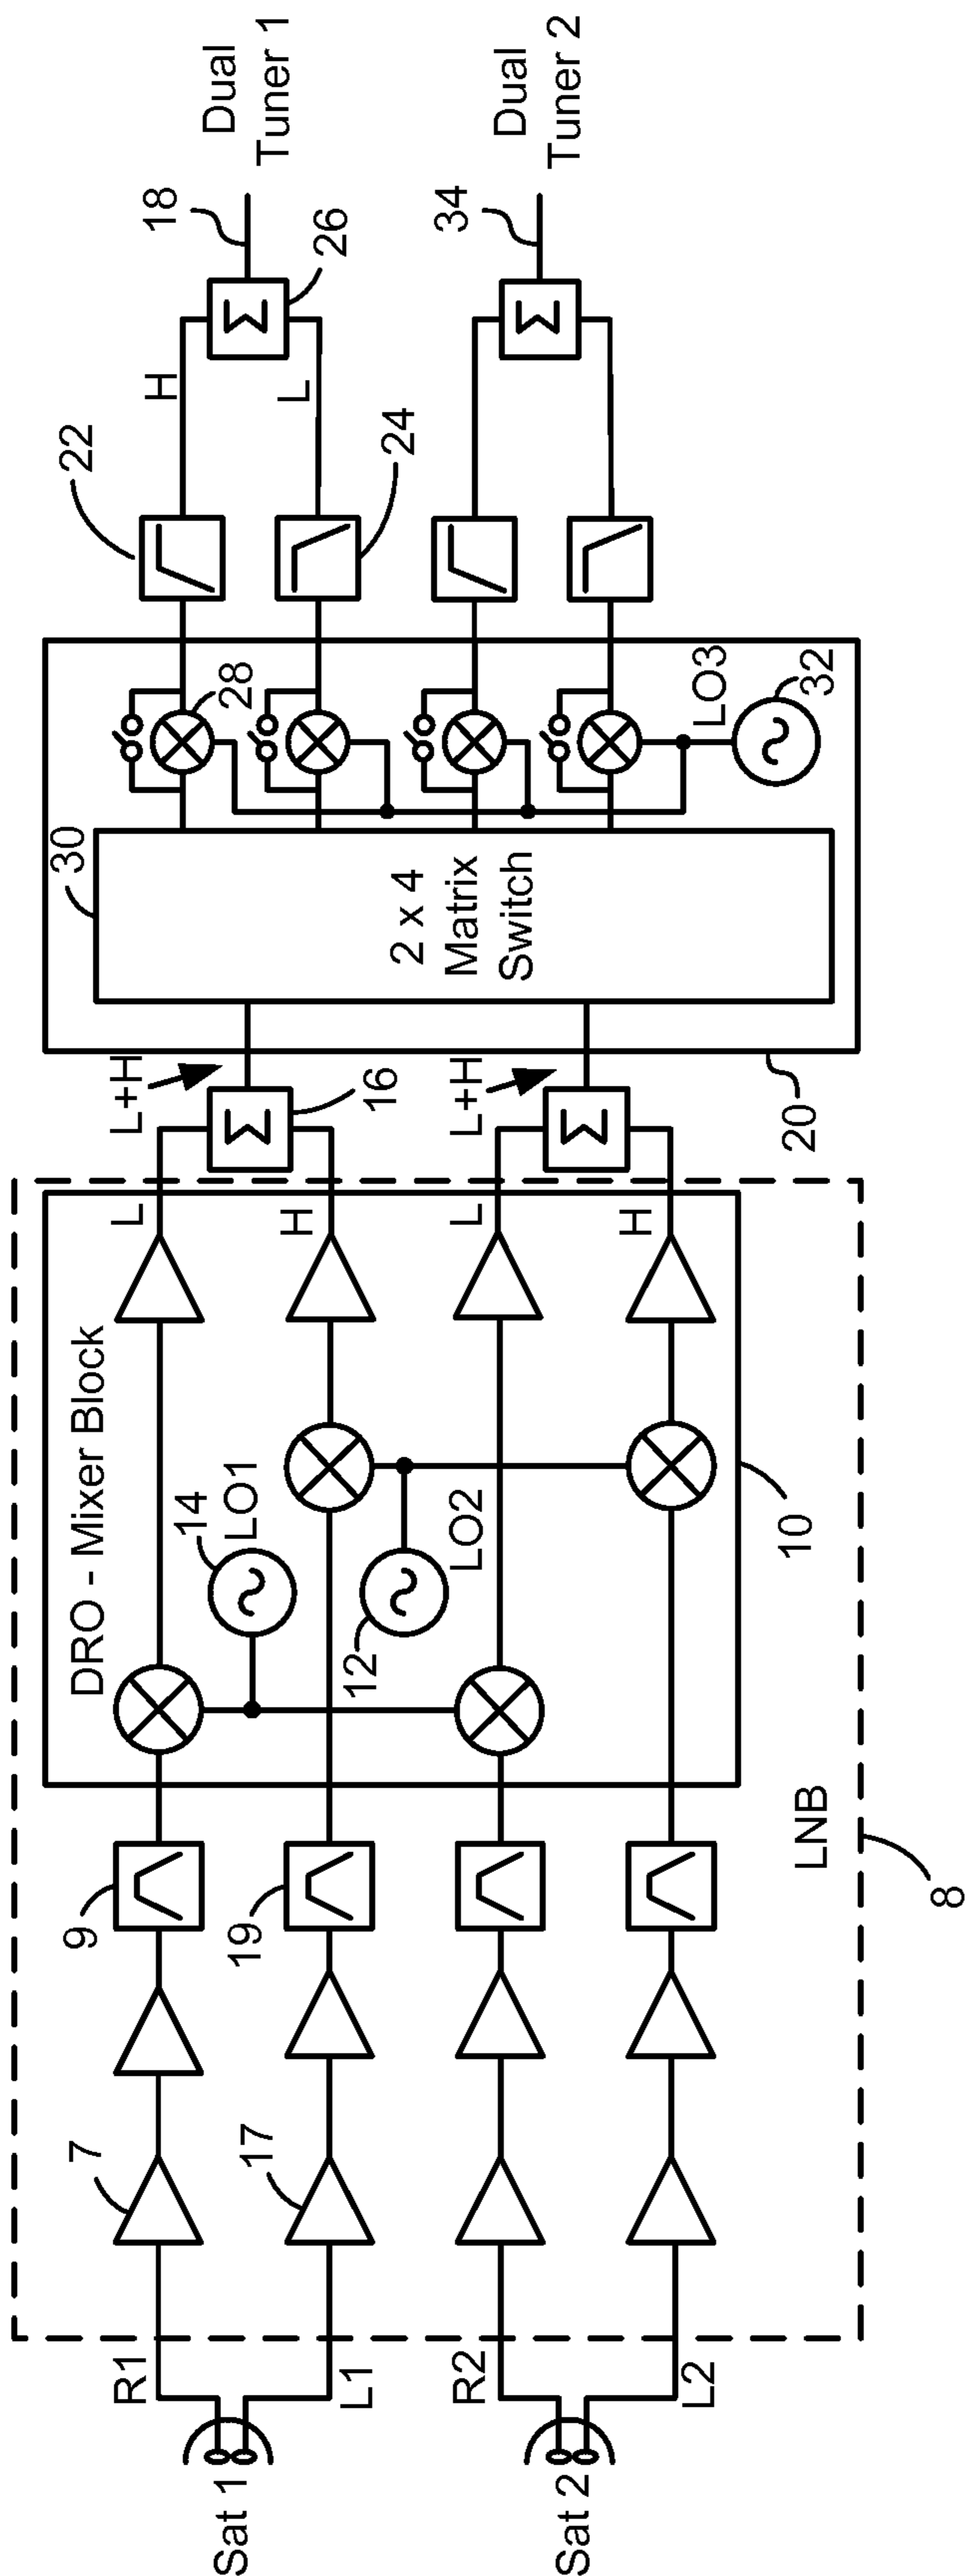 Sat 1
R1
L1
7
17
9
19
Sat 2
R2
L2
LNB
8
DRO - Mixer Block
14
LO1
12
LO2
10
L
H
L
H
L+H
16
L+H
20
30
2 x 4
Matrix
Switch
28
LO3
32
22
24
H
L
26
18
Dual
Tuner 1
34
Dual
Tuner 2